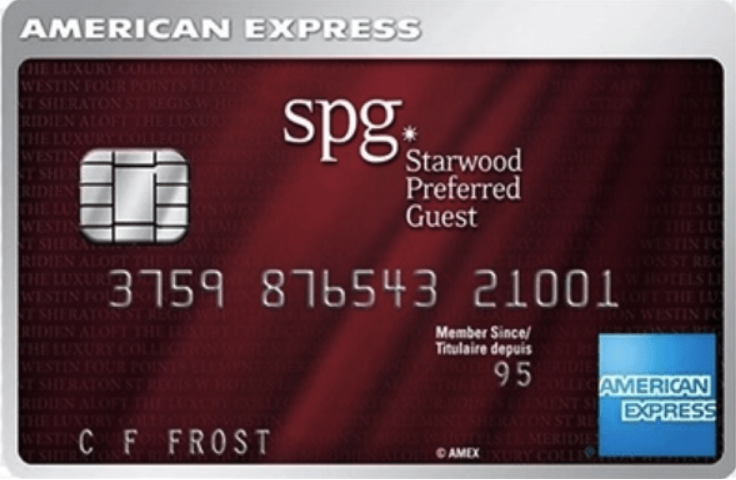 AMERICAN EXPRESS
spg
Starwood
Preferred
Guest
3759 876543 21001
Member Since/
Titulaire depuis
95
AMERICAN
EXPRESS
C F FROST
© AMEX